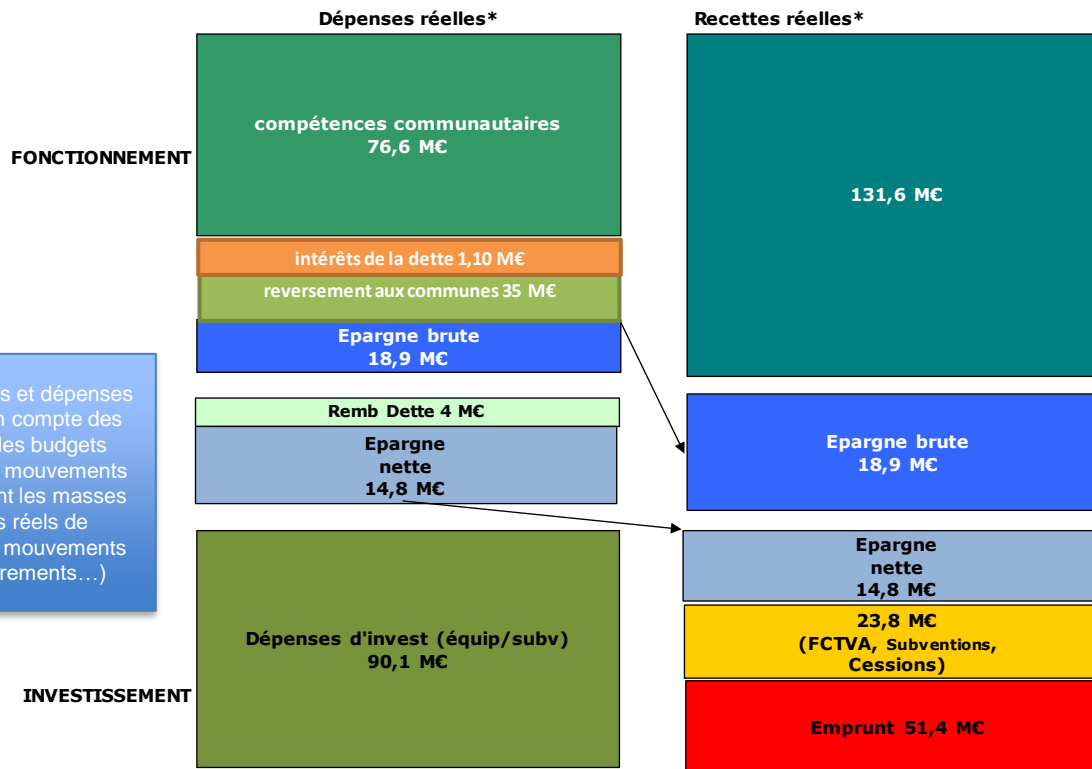 Dépenses réelles*
Recettes réelles*
FONCTIONNEMENT
compétences communautaires
76,6 M€
131,6 M€
intérêts de la dette 1,10 M€
reversement aux communes 35 M€
Epargne brute
18,9 M€
Remb Dette 4 M€
Epargne
nette
14,8 M€
Epargne brute
18,9 M€
s et dépenses
compte des
les budgets
mouvements
nt les masses
s réels de
mouvements
rements…)
Epargne
nette
14,8 M€
INVESTISSEMENT
Dépenses d'invest (équip/subv)
90,1 M€
23,8 M€
(FCTVA, Subventions,
Cessions)
Emprunt 51,4 M€